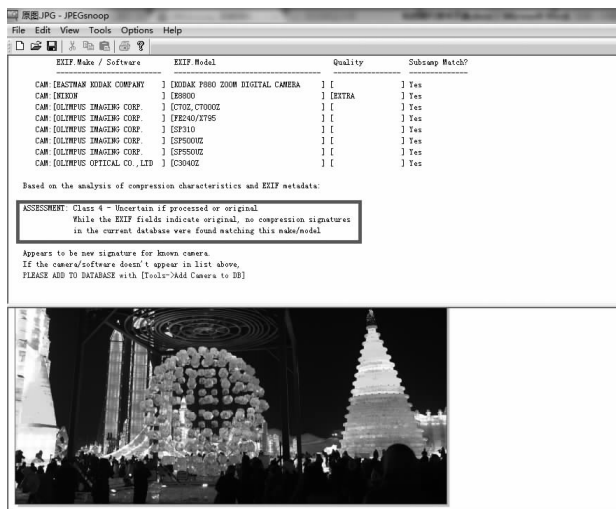 原图.JPG - JPEGsnoop
File Edit View Tools Options Help
EXIF.Make / Software EXIF.Model Quality Subsamp Match?
CAM:[EASTMAN KODAK COMPANY ] [KODAK P880 ZOOM DIGITAL CAMERA ] [ ] Yes
CAM:[NIKON ] [E8800 ] [EXTRA ] Yes
CAM:[OLYMPUS IMAGING CORP. ] [C70Z,C7000Z ] [ ] Yes
CAM:[OLYMPUS IMAGING CORP. ] [FE240/X795 ] [ ] Yes
CAM:[OLYMPUS IMAGING CORP. ] [SP310 ] [ ] Yes
CAM:[OLYMPUS IMAGING CORP. ] [SP500UZ ] [ ] Yes
CAM:[OLYMPUS IMAGING CORP. ] [SP550UZ ] [ ] Yes
CAM:[OLYMPUS OPTICAL CO.,LTD ] [C3040Z ] [ ] Yes
Based on the analysis of compression characteristics and EXIF metadata:
ASSESSMENT: Class 4 - Uncertain if processed or original
While the EXIF fields indicate original, no compression signatures
in the current database were found matching this make/model
Appears to be new signature for known camera.
If the camera/software doesn't appear in list above,
PLEASE ADD TO DATABASE with [Tools->Add Camera to DB]